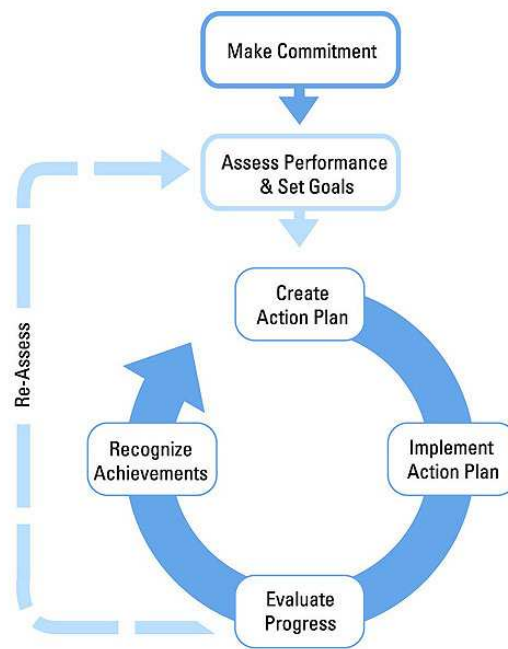 Make Commitment
Assess Performance
& Set Goals
Create
Action Plan
Re-Assess
Recognize
Achievements
Implement
Action Plan
Evaluate
Progress